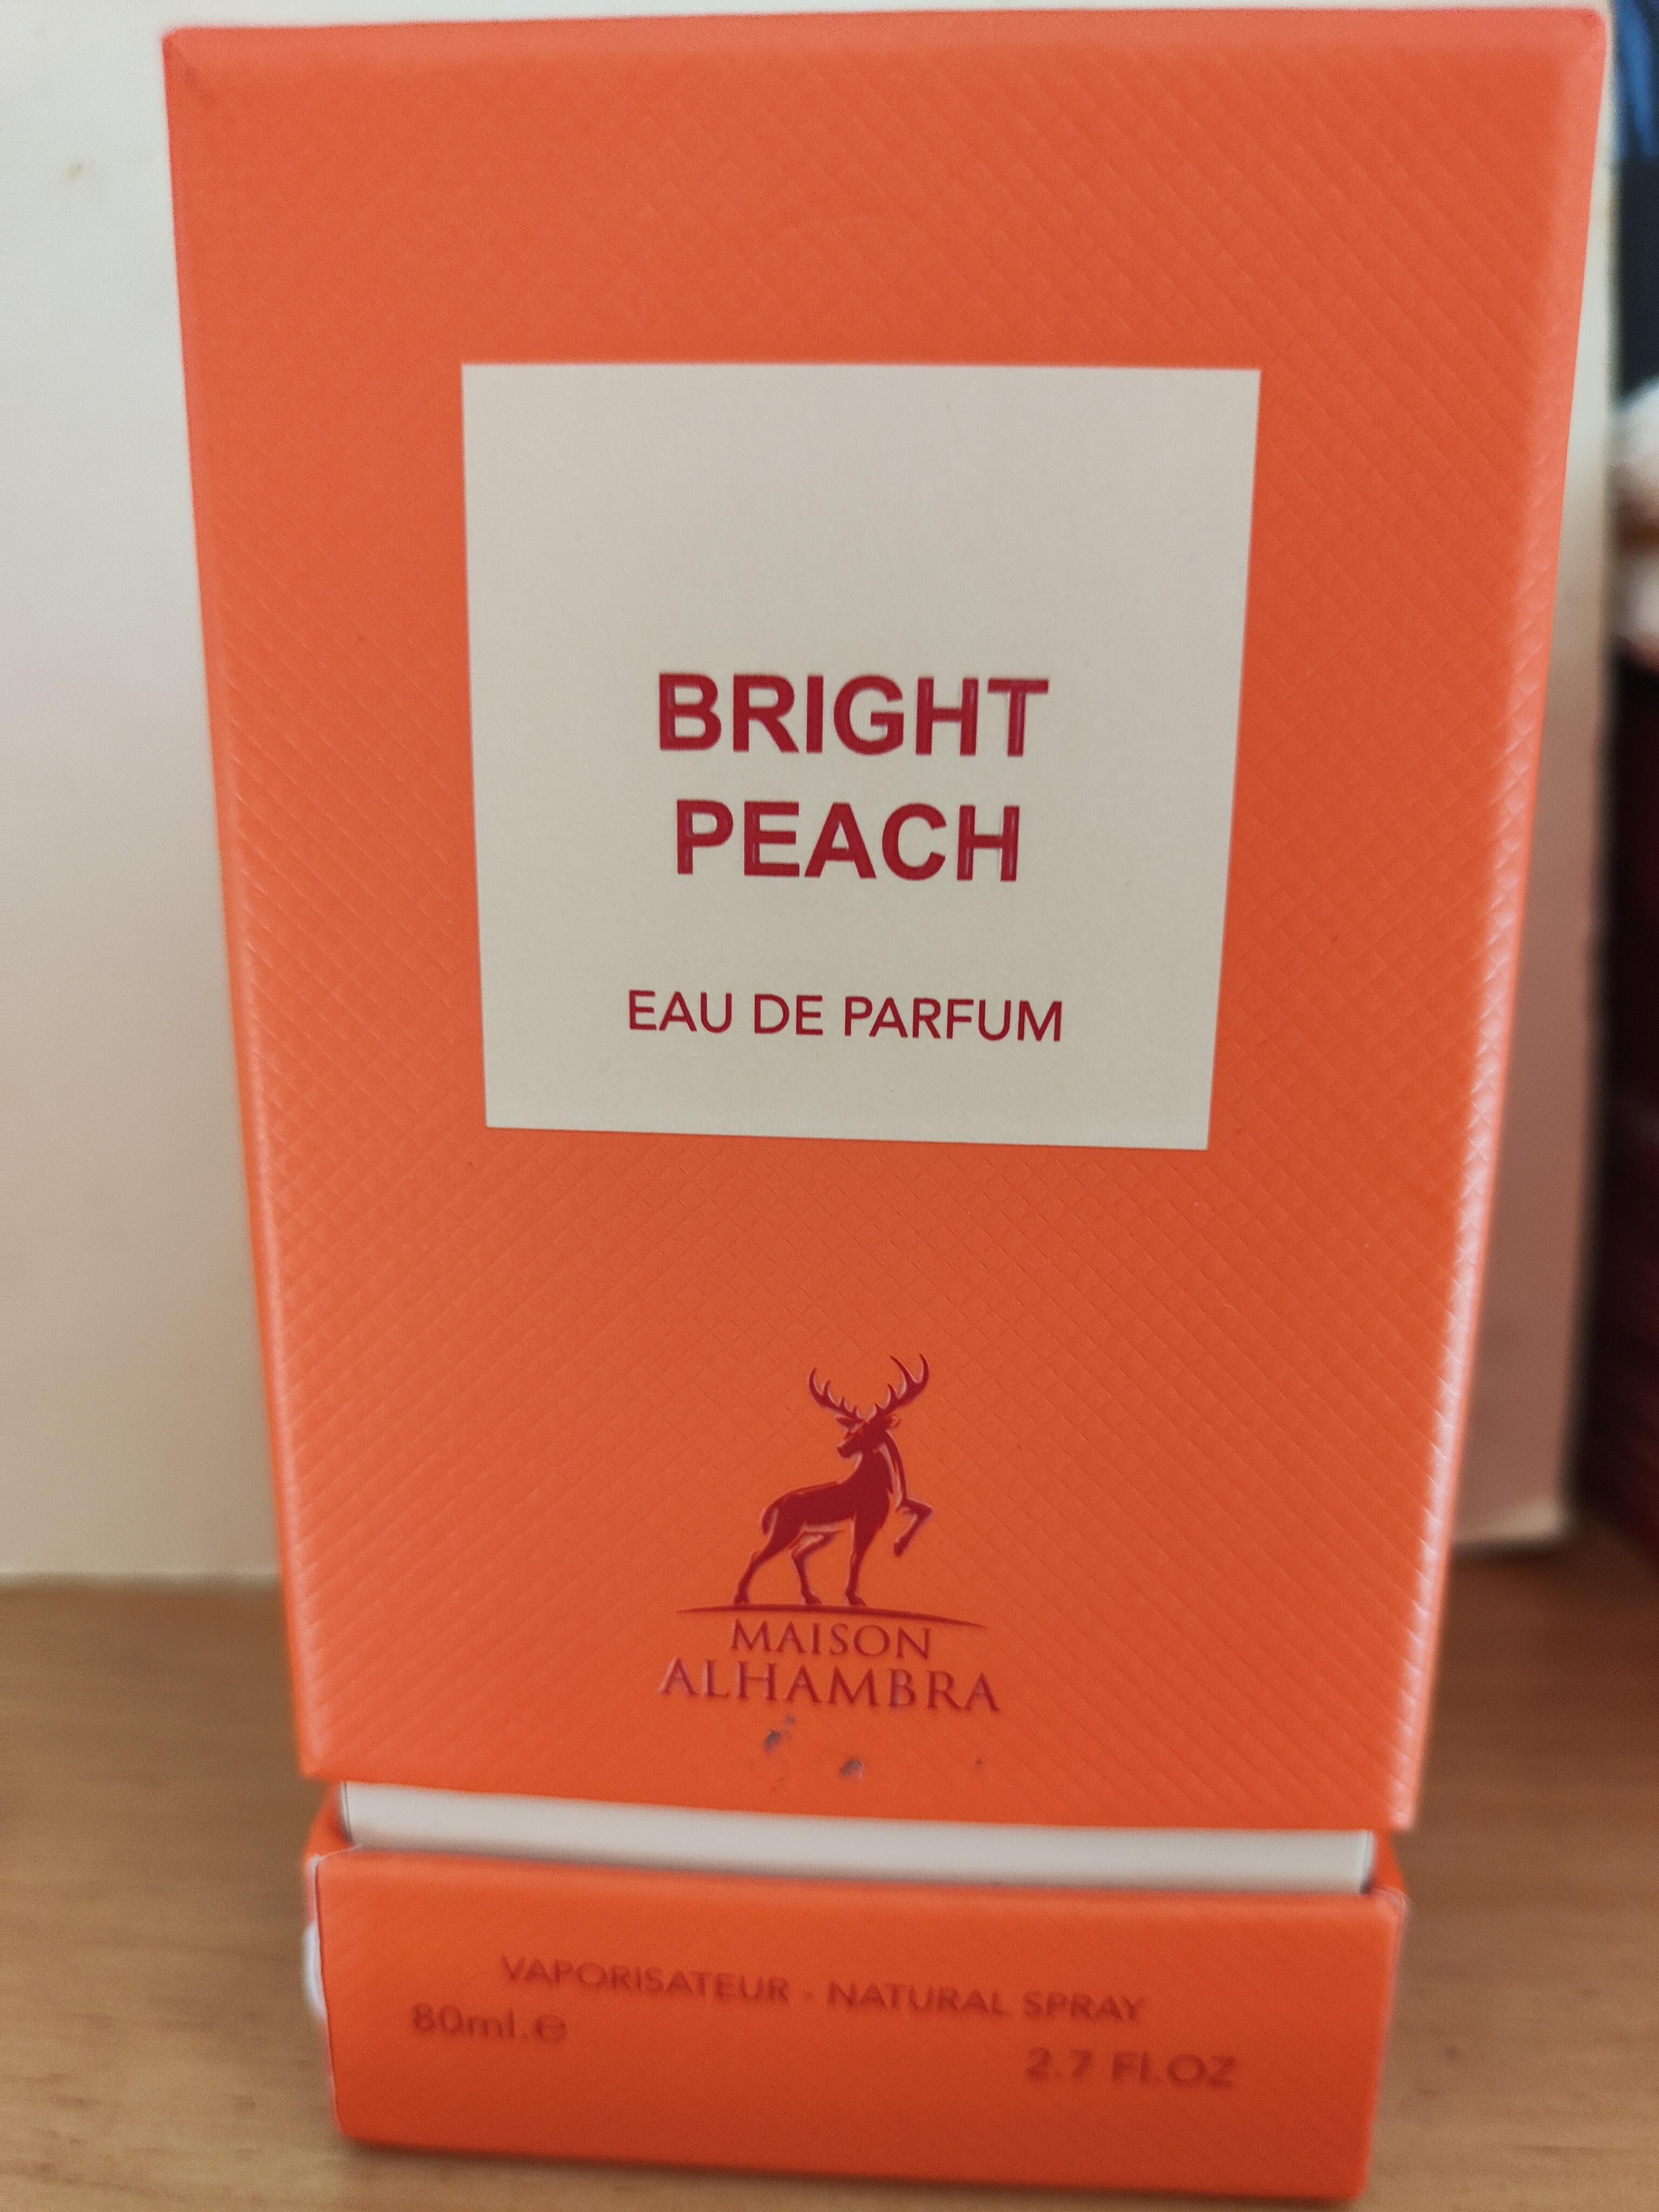 BRIGHT
PEACH
EAU DE PARFUM
MAISON
ALHAMBRA
VAPORISATEUR - NATURAL SPRAY
80ml.℮
2.7 Fl.OZ